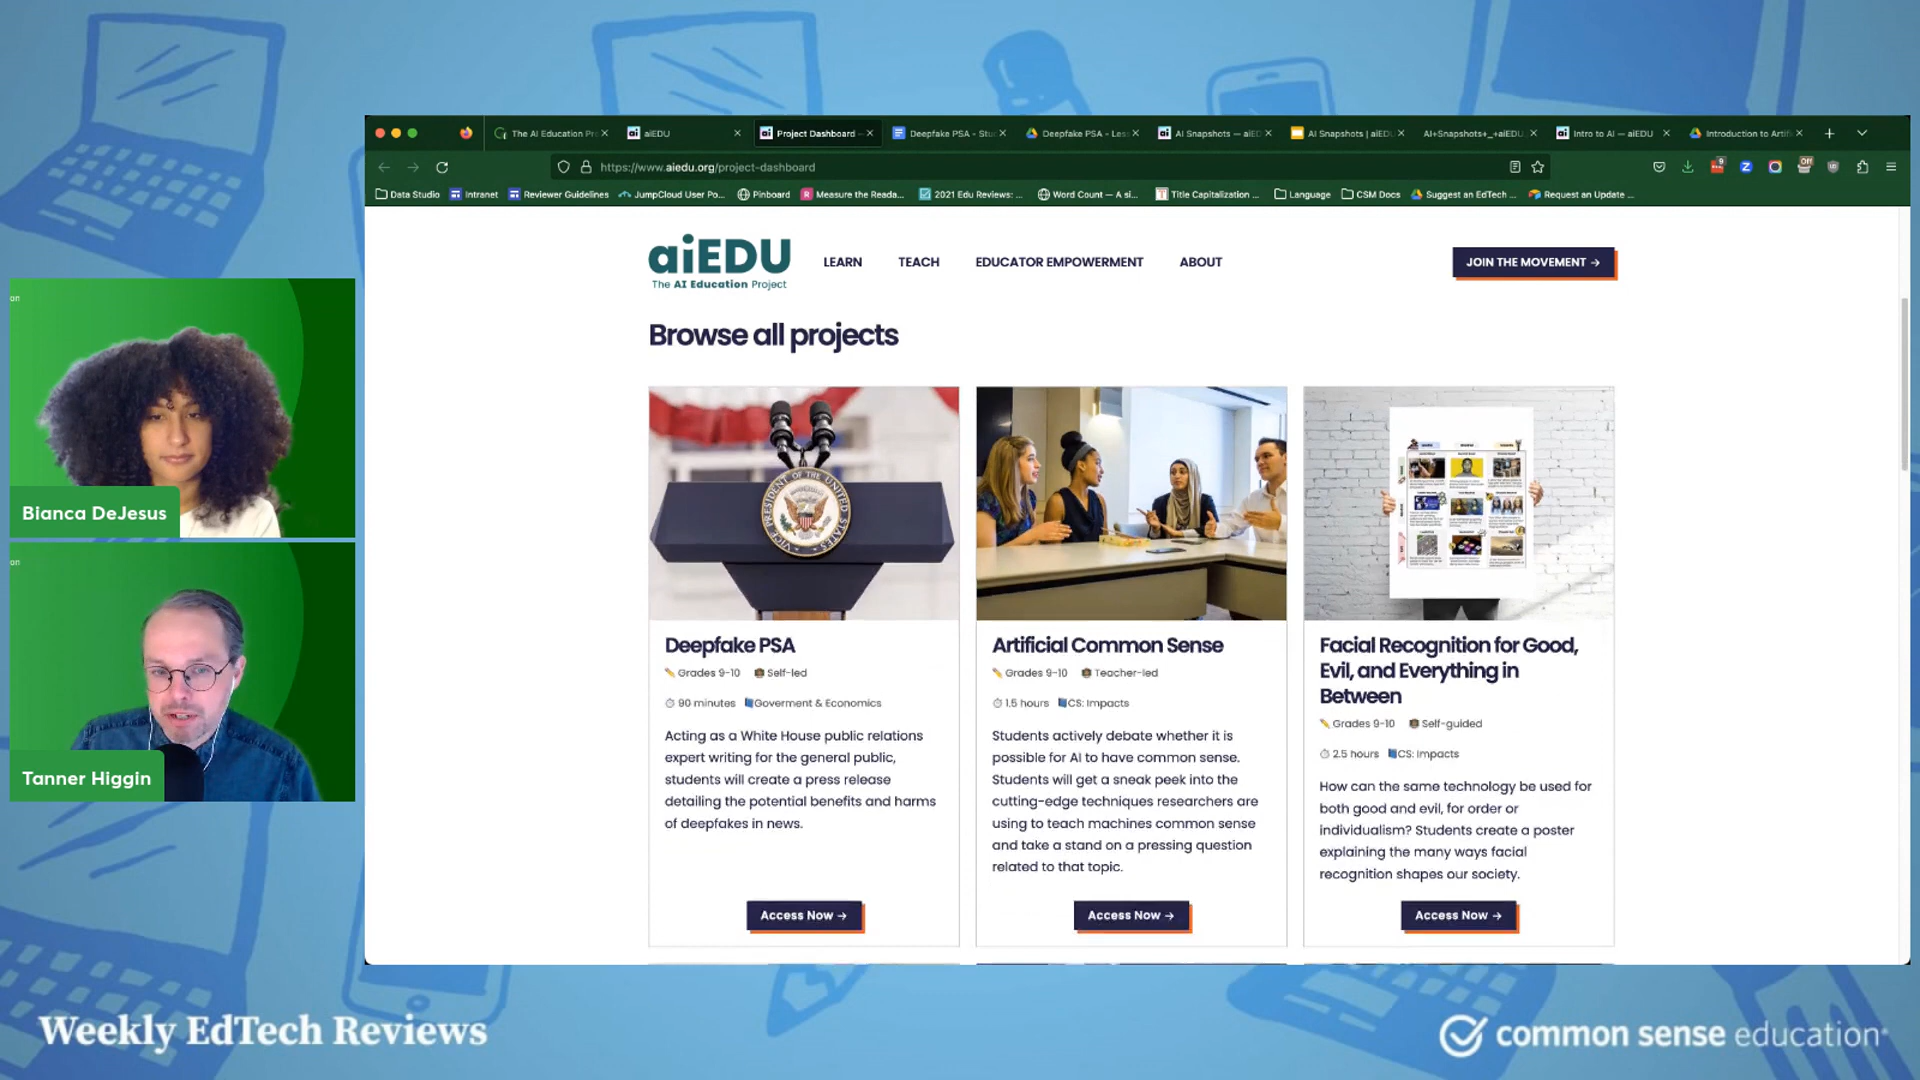 The AI Education Pro
aiEDU
Project Dashboard —
Deepfake PSA - Stu
Deepfake PSA - Less
AI Snapshots — aiED
AI Snapshots | aiEDU
AI+Snapshots+_+aiEDU
Intro to AI — aiEDU
Introduction to Artifi
https://www.aiedu.org/project-dashboard
Data Studio
Intranet
Reviewer Guidelines
JumpCloud User Po...
Pinboard
Measure the Reada...
2021 Edu Reviews: ...
Word Count — A si...
Title Capitalization ...
Language
CSM Docs
Suggest an EdTech ...
Request an Update ...
aiEDU
The AI Education Project
LEARN
TEACH
EDUCATOR EMPOWERMENT
ABOUT
JOIN THE MOVEMENT →
Browse all projects
VICE PRESIDENT OF THE UNITED STATES
Deepfake PSA
Grades 9-10 Self-led
90 minutes Goverment & Economics
Acting as a White House public relations
expert writing for the general public,
students will create a press release
detailing the potential benefits and harms
of deepfakes in news.
Access Now →
Artificial Common Sense
Grades 9-10 Teacher-led
1.5 hours CS: Impacts
Students actively debate whether it is
possible for AI to have common sense.
Students will get a sneak peek into the
cutting-edge techniques researchers are
using to teach machines common sense
and take a stand on a pressing question
related to that topic.
Access Now →
Facial Recognition for Good,
Evil, and Everything in
Between
Grades 9-10 Self-guided
2.5 hours CS: Impacts
How can the same technology be used for
both good and evil, for order or
individualism? Students create a poster
explaining the many ways facial
recognition shapes our society.
Access Now →
on
Bianca DeJesus
on
Tanner Higgin
Weekly EdTech Reviews
common sense education